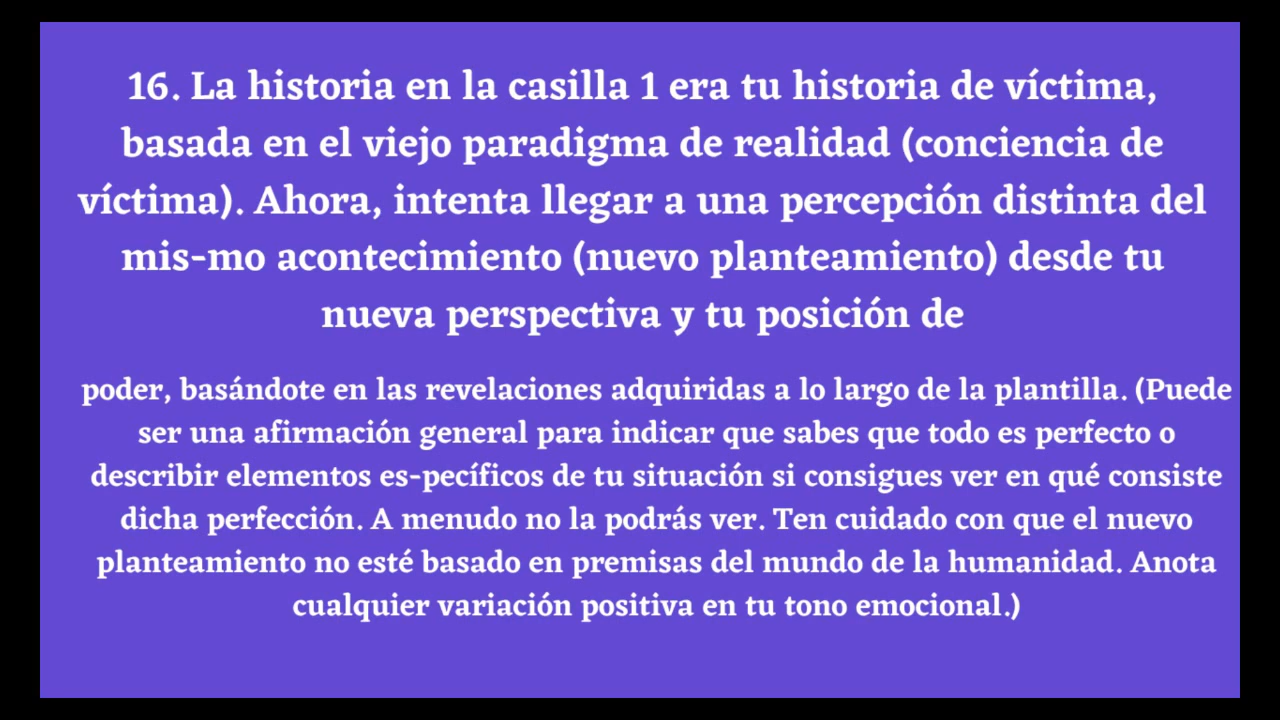 16. La historia en la casilla 1 era tu historia de víctima,
basada en el viejo paradigma de realidad (conciencia de
víctima). Ahora, intenta llegar a una percepción distinta del
mis-mo acontecimiento (nuevo planteamiento) desde tu
nueva perspectiva y tu posición de
poder, basándote en las revelaciones adquiridas a lo largo de la plantilla. (Puede
ser una afirmación general para indicar que sabes que todo es perfecto o
describir elementos es-pecíficos de tu situación si consigues ver en qué consiste
dicha perfección. A menudo no la podrás ver. Ten cuidado con que el nuevo
planteamiento no esté basado en premisas del mundo de la humanidad. Anota
cualquier variación positiva en tu tono emocional.)